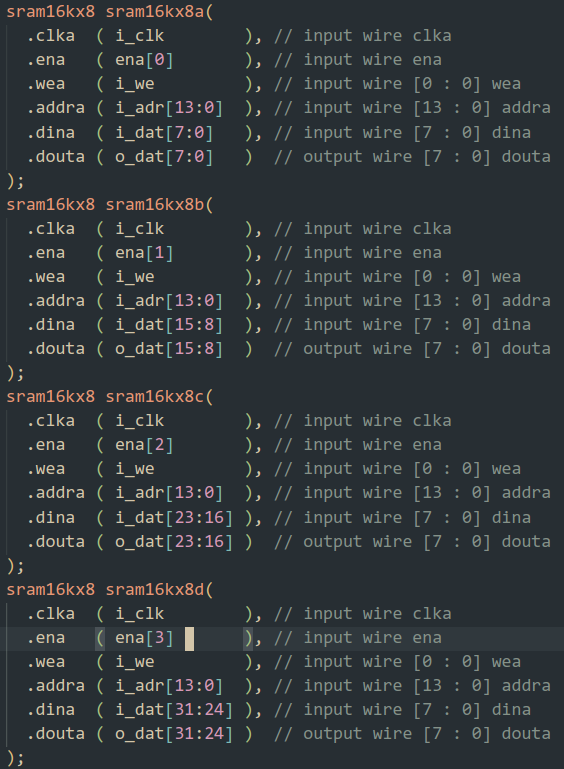 sram16kx8 sram16kx8a(
  .clka  ( i_clk        ), // input wire clka
  .ena   ( ena[0]       ), // input wire ena
  .wea   ( i_we         ), // input wire [0 : 0] wea
  .addra ( i_adr[13:0]  ), // input wire [13 : 0] addra
  .dina  ( i_dat[7:0]   ), // input wire [7 : 0] dina
  .douta ( o_dat[7:0]   )  // output wire [7 : 0] douta
);
sram16kx8 sram16kx8b(
  .clka  ( i_clk        ), // input wire clka
  .ena   ( ena[1]       ), // input wire ena
  .wea   ( i_we         ), // input wire [0 : 0] wea
  .addra ( i_adr[13:0]  ), // input wire [13 : 0] addra
  .dina  ( i_dat[15:8]  ), // input wire [7 : 0] dina
  .douta ( o_dat[15:8]  )  // output wire [7 : 0] douta
);
sram16kx8 sram16kx8c(
  .clka  ( i_clk        ), // input wire clka
  .ena   ( ena[2]       ), // input wire ena
  .wea   ( i_we         ), // input wire [0 : 0] wea
  .addra ( i_adr[13:0]  ), // input wire [13 : 0] addra
  .dina  ( i_dat[23:16] ), // input wire [7 : 0] dina
  .douta ( o_dat[23:16] )  // output wire [7 : 0] douta
);
sram16kx8 sram16kx8d(
  .clka  ( i_clk        ), // input wire clka
  .ena   ( ena[3]       ), // input wire ena
  .wea   ( i_we         ), // input wire [0 : 0] wea
  .addra ( i_adr[13:0]  ), // input wire [13 : 0] addra
  .dina  ( i_dat[31:24] ), // input wire [7 : 0] dina
  .douta ( o_dat[31:24] )  // output wire [7 : 0] douta
);